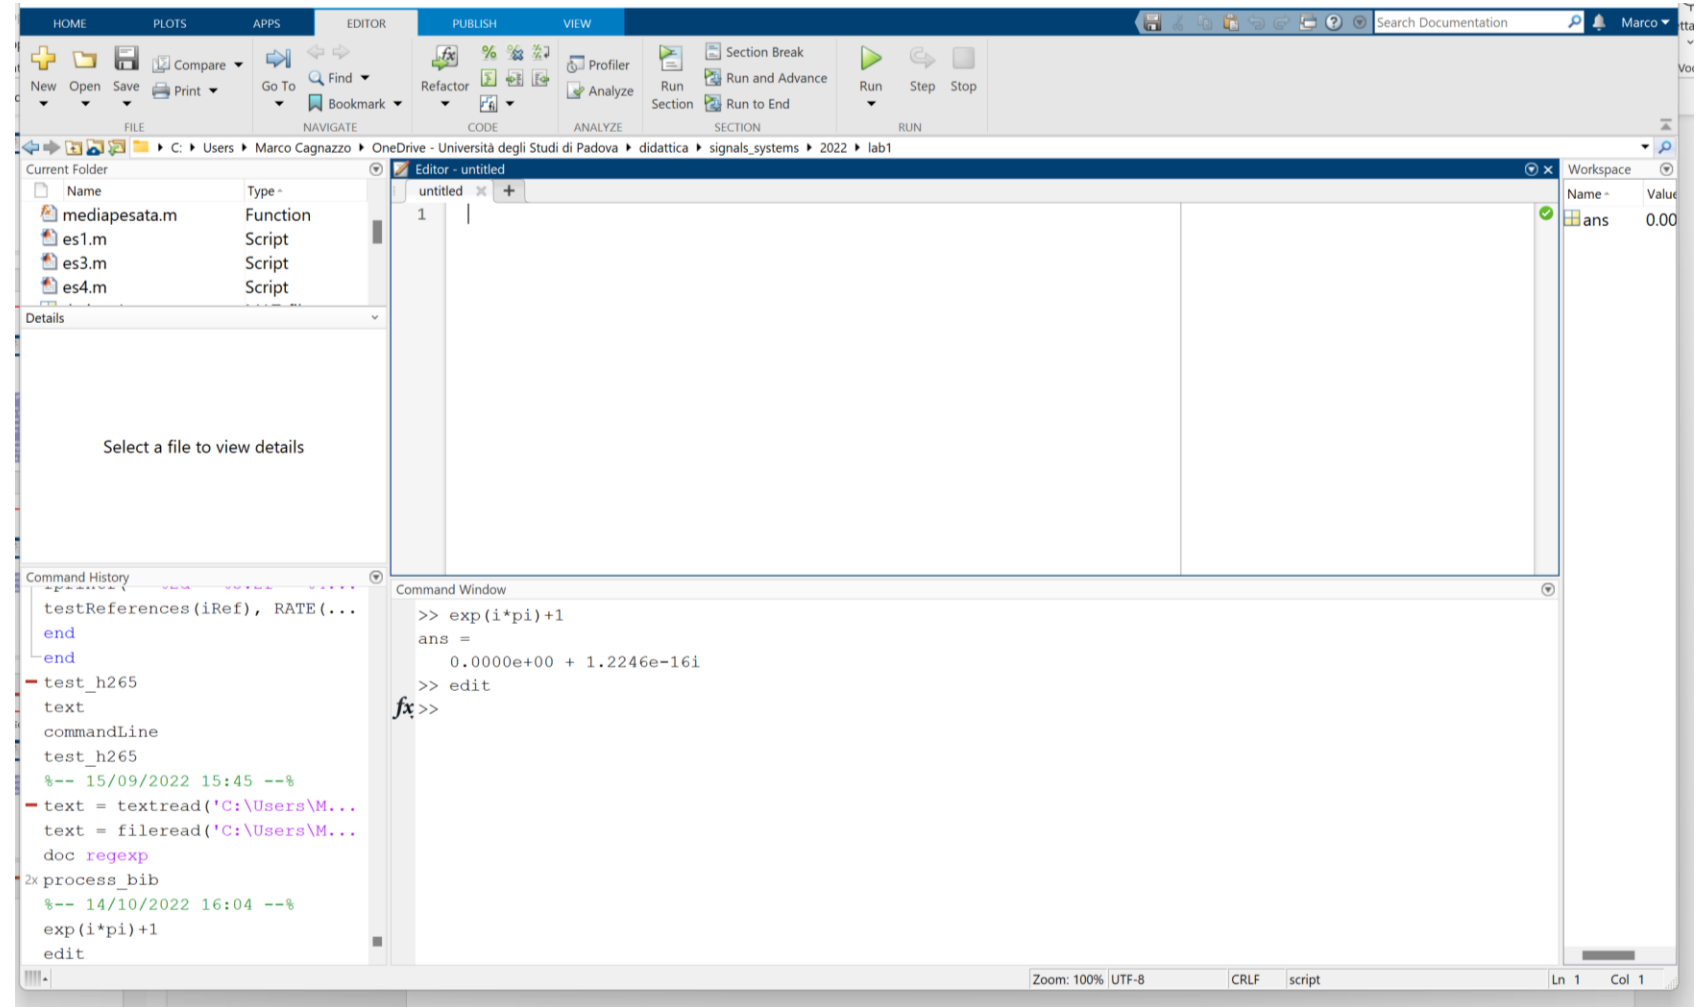 HOME PLOTS APPS EDITOR PUBLISH VIEW Search Documentation Marco
New Open Save Compare Print
Go To Find Bookmark
Refactor
Profiler Analyze
Run Section Section Break Run and Advance Run to End
Run Step Stop
FILE NAVIGATE CODE ANALYZE SECTION RUN
C: Users Marco Cagnazzo OneDrive - Università degli Studi di Padova didattica signals_systems 2022 lab1
Current Folder
Name Type
mediapesata.m Function
es1.m Script
es3.m Script
es4.m Script
Details
Select a file to view details
Command History
testReferences(iRef), RATE(...
end
end
test_h265
text
commandLine
test_h265
%-- 15/09/2022 15:45 --%
text = textread('C:\Users\M...
text = fileread('C:\Users\M...
doc regexp
2x process_bib
%-- 14/10/2022 16:04 --%
exp(i*pi)+1
edit
Editor - untitled
untitled
1
Command Window
>> exp(i*pi)+1
ans =
0.0000e+00 + 1.2246e-16i
>> edit
fx >>
Workspace
Name Value
ans 0.00
Zoom: 100% UTF-8 CRLF script Ln 1 Col 1